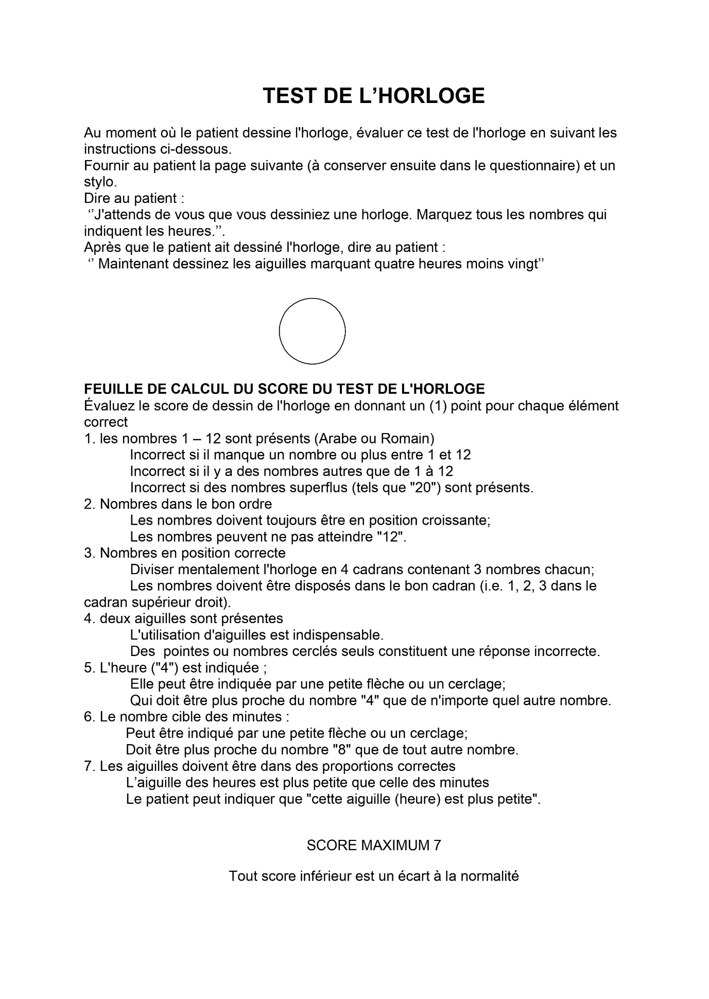 TEST DE L’HORLOGE
Au moment où le patient dessine l'horloge, évaluer ce test de l'horloge en suivant les
instructions ci-dessous.
Fournir au patient la page suivante (à conserver ensuite dans le questionnaire) et un
stylo.
Dire au patient :
‘’J'attends de vous que vous dessiniez une horloge. Marquez tous les nombres qui
indiquent les heures.’’.
Après que le patient ait dessiné l'horloge, dire au patient :
‘’ Maintenant dessinez les aiguilles marquant quatre heures moins vingt’’
FEUILLE DE CALCUL DU SCORE DU TEST DE L'HORLOGE
Évaluez le score de dessin de l'horloge en donnant un (1) point pour chaque élément
correct
1. les nombres 1 – 12 sont présents (Arabe ou Romain)
Incorrect si il manque un nombre ou plus entre 1 et 12
Incorrect si il y a des nombres autres que de 1 à 12
Incorrect si des nombres superflus (tels que "20") sont présents.
2. Nombres dans le bon ordre
Les nombres doivent toujours être en position croissante;
Les nombres peuvent ne pas atteindre "12".
3. Nombres en position correcte
Diviser mentalement l'horloge en 4 cadrans contenant 3 nombres chacun;
Les nombres doivent être disposés dans le bon cadran (i.e. 1, 2, 3 dans le
cadran supérieur droit).
4. deux aiguilles sont présentes
L'utilisation d'aiguilles est indispensable.
Des  pointes ou nombres cerclés seuls constituent une réponse incorrecte.
5. L'heure ("4") est indiquée ;
Elle peut être indiquée par une petite flèche ou un cerclage;
Qui doit être plus proche du nombre "4" que de n'importe quel autre nombre.
6. Le nombre cible des minutes :
Peut être indiqué par une petite flèche ou un cerclage;
Doit être plus proche du nombre "8" que de tout autre nombre.
7. Les aiguilles doivent être dans des proportions correctes
L’aiguille des heures est plus petite que celle des minutes
Le patient peut indiquer que "cette aiguille (heure) est plus petite".
SCORE MAXIMUM 7
Tout score inférieur est un écart à la normalité